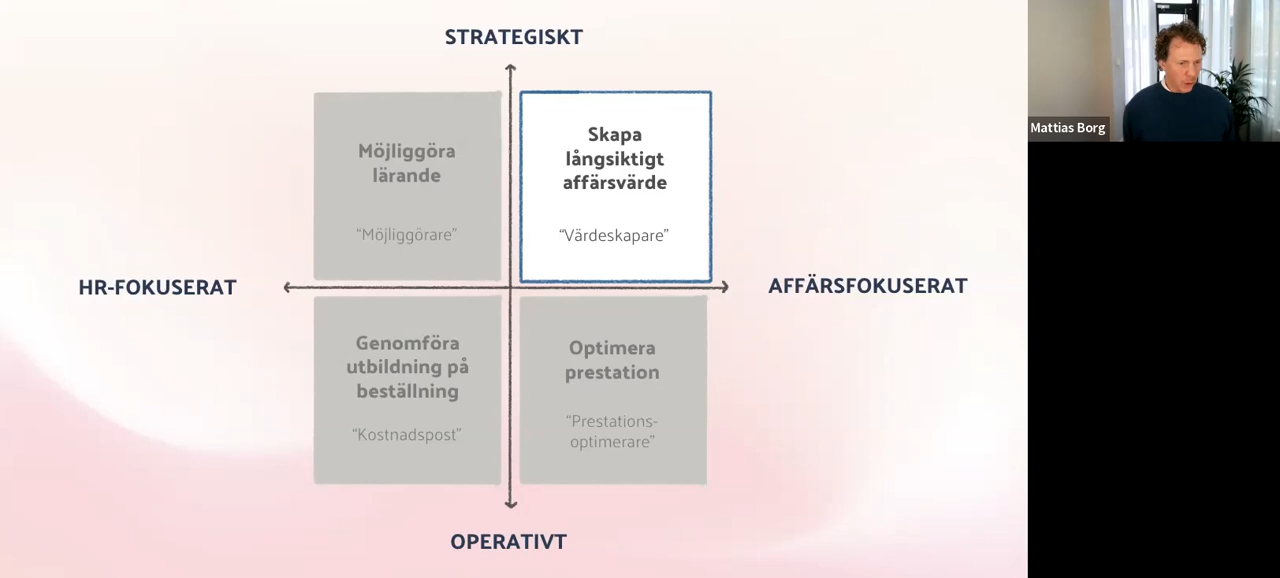 STRATEGISKT
Möjliggöra
lärande
“Möjliggörare”
Skapa
långsiktigt
affärsvärde
“Värdeskapare”
HR-FOKUSERAT
AFFÄRSFOKUSERAT
Genomföra
utbildning på
beställning
“Kostnadspost”
Optimera
prestation
“Prestations-
optimerare”
OPERATIVT
Mattias Borg